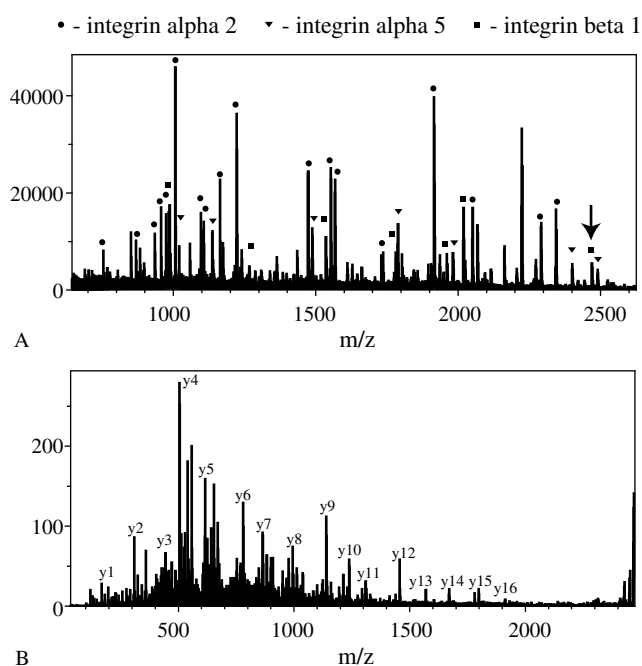 ● - integrin alpha 2 ▼ - integrin alpha 5 ■ - integrin beta 1
40000
20000
0
1000 1500 2000 2500
A m/z
200
100
0
y4
y5
y6
y2
y7
y9
y3
y8
y1
y10
y12
y11
y13 y14 y15 y16
500 1000 1500 2000
B m/z